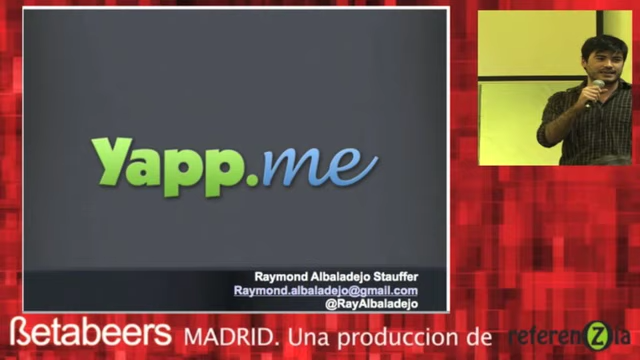 Yapp.me
Raymond Albaladejo Stauffer
Raymond.albaladejo@gmail.com
@RayAlbaladejo
ßetabeers MADRID. Una produccion de referenZia